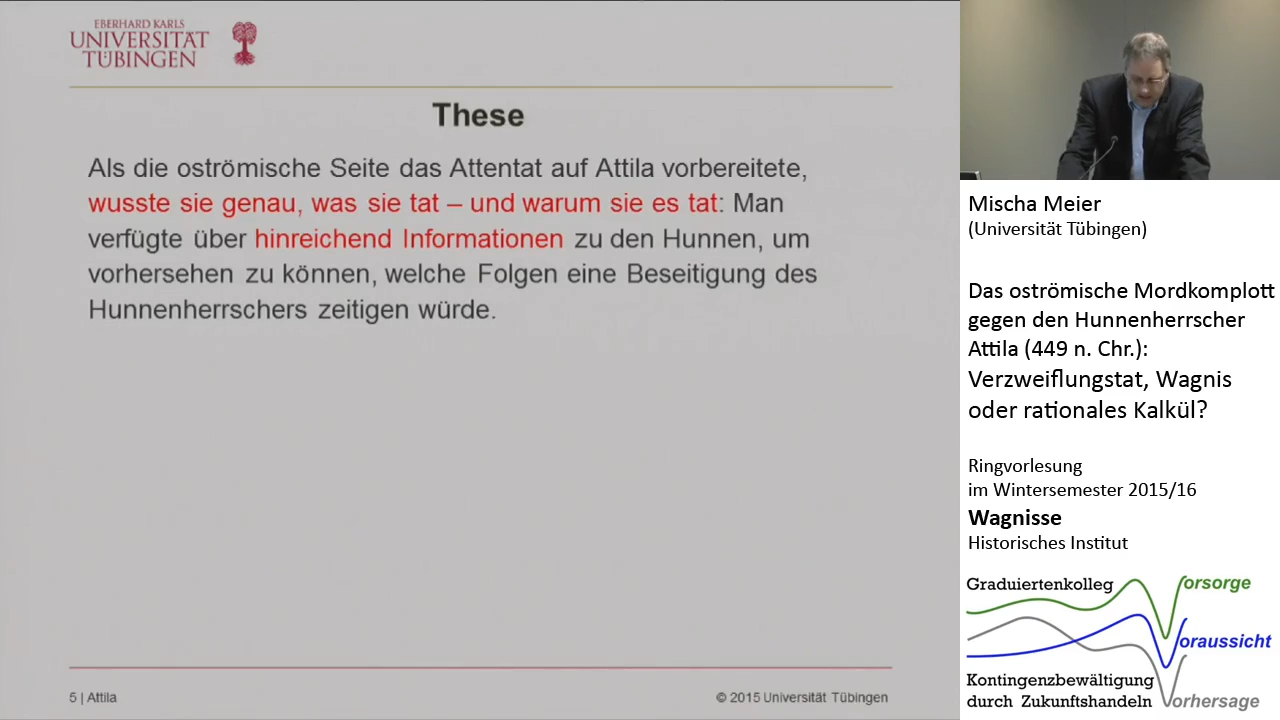 EBERHARD KARLS
UNIVERSITÄT
TÜBINGEN
These
Als die oströmische Seite das Attentat auf Attila vorbereitete,
wusste sie genau, was sie tat – und warum sie es tat: Man
verfügte über hinreichend Informationen zu den Hunnen, um
vorhersehen zu können, welche Folgen eine Beseitigung des
Hunnenherrschers zeitigen würde.
5 | Attila
© 2015 Universität Tübingen
Mischa Meier
(Universität Tübingen)
Das oströmische Mordkomplott
gegen den Hunnenherrscher
Attila (449 n. Chr.):
Verzweiflungstat, Wagnis
oder rationales Kalkül?
Ringvorlesung
im Wintersemester 2015/16
Wagnisse
Historisches Institut
Graduiertenkolleg
Vorsorge
Voraussicht
Kontingenzbewältigung
durch Zukunftshandeln
Vorhersage